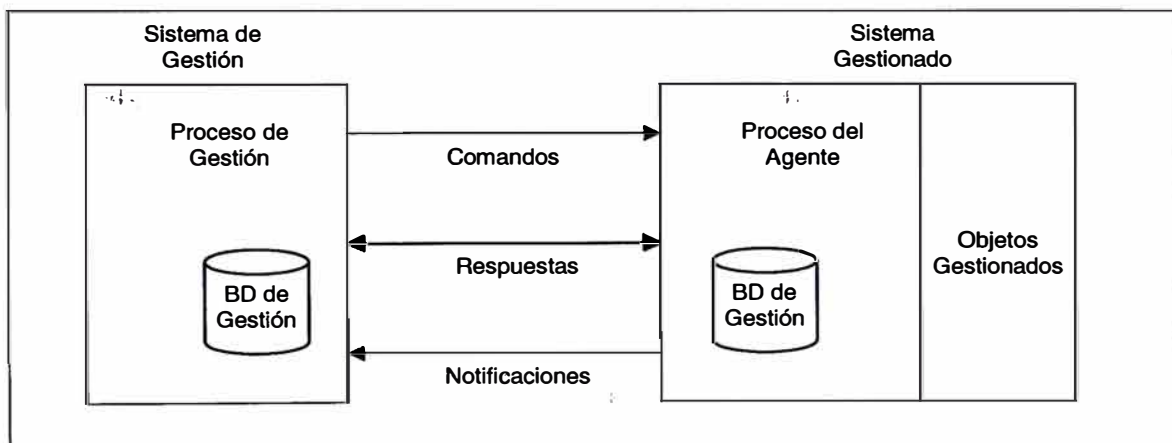 Sistema de
Gestión
Sistema
Gestionado
Proceso de
Gestión
Comandos
Proceso del
Agente
Respuestas
Objetos
Gestionados
BD de
Gestión
BD de
Gestión
Notificaciones